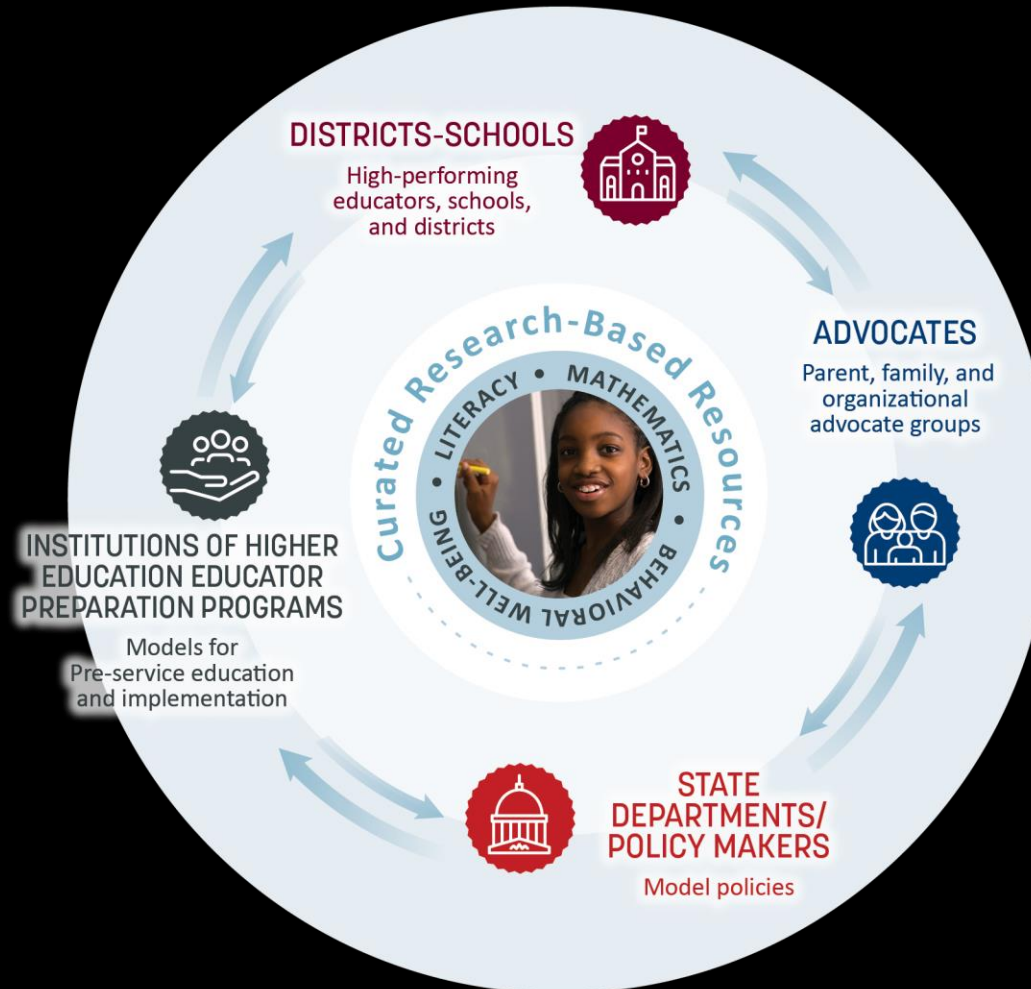 DISTRICTS-SCHOOLS
High-performing
educators, schools,
and districts
ADVOCATES
Parent, family, and
organizational
advocate groups
Curated Research-Based Resources
LITERACY • MATHEMATICS • BEHAVIORAL WELL-BEING •
INSTITUTIONS OF HIGHER
EDUCATION EDUCATOR
PREPARATION PROGRAMS
Models for
Pre-service education
and implementation
STATE
DEPARTMENTS/
POLICY MAKERS
Model policies